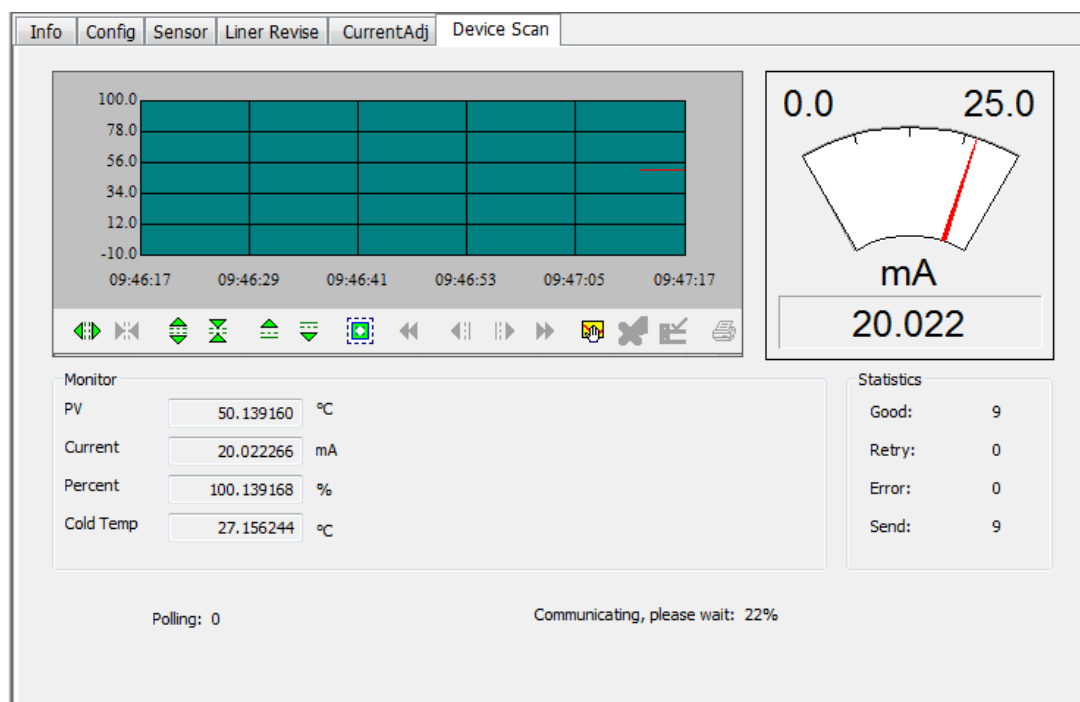 Info Config Sensor Liner Revise CurrentAdj Device Scan
100.0
78.0
56.0
34.0
12.0
-10.0
09:46:17 09:46:29 09:46:41 09:46:53 09:47:05 09:47:17
0.0 25.0
mA
20.022
Monitor
PV 50.139160 ℃
Current 20.022266 mA
Percent 100.139168 %
Cold Temp 27.156244 ℃
Statistics
Good: 9
Retry: 0
Error: 0
Send: 9
Polling: 0
Communicating, please wait: 22%